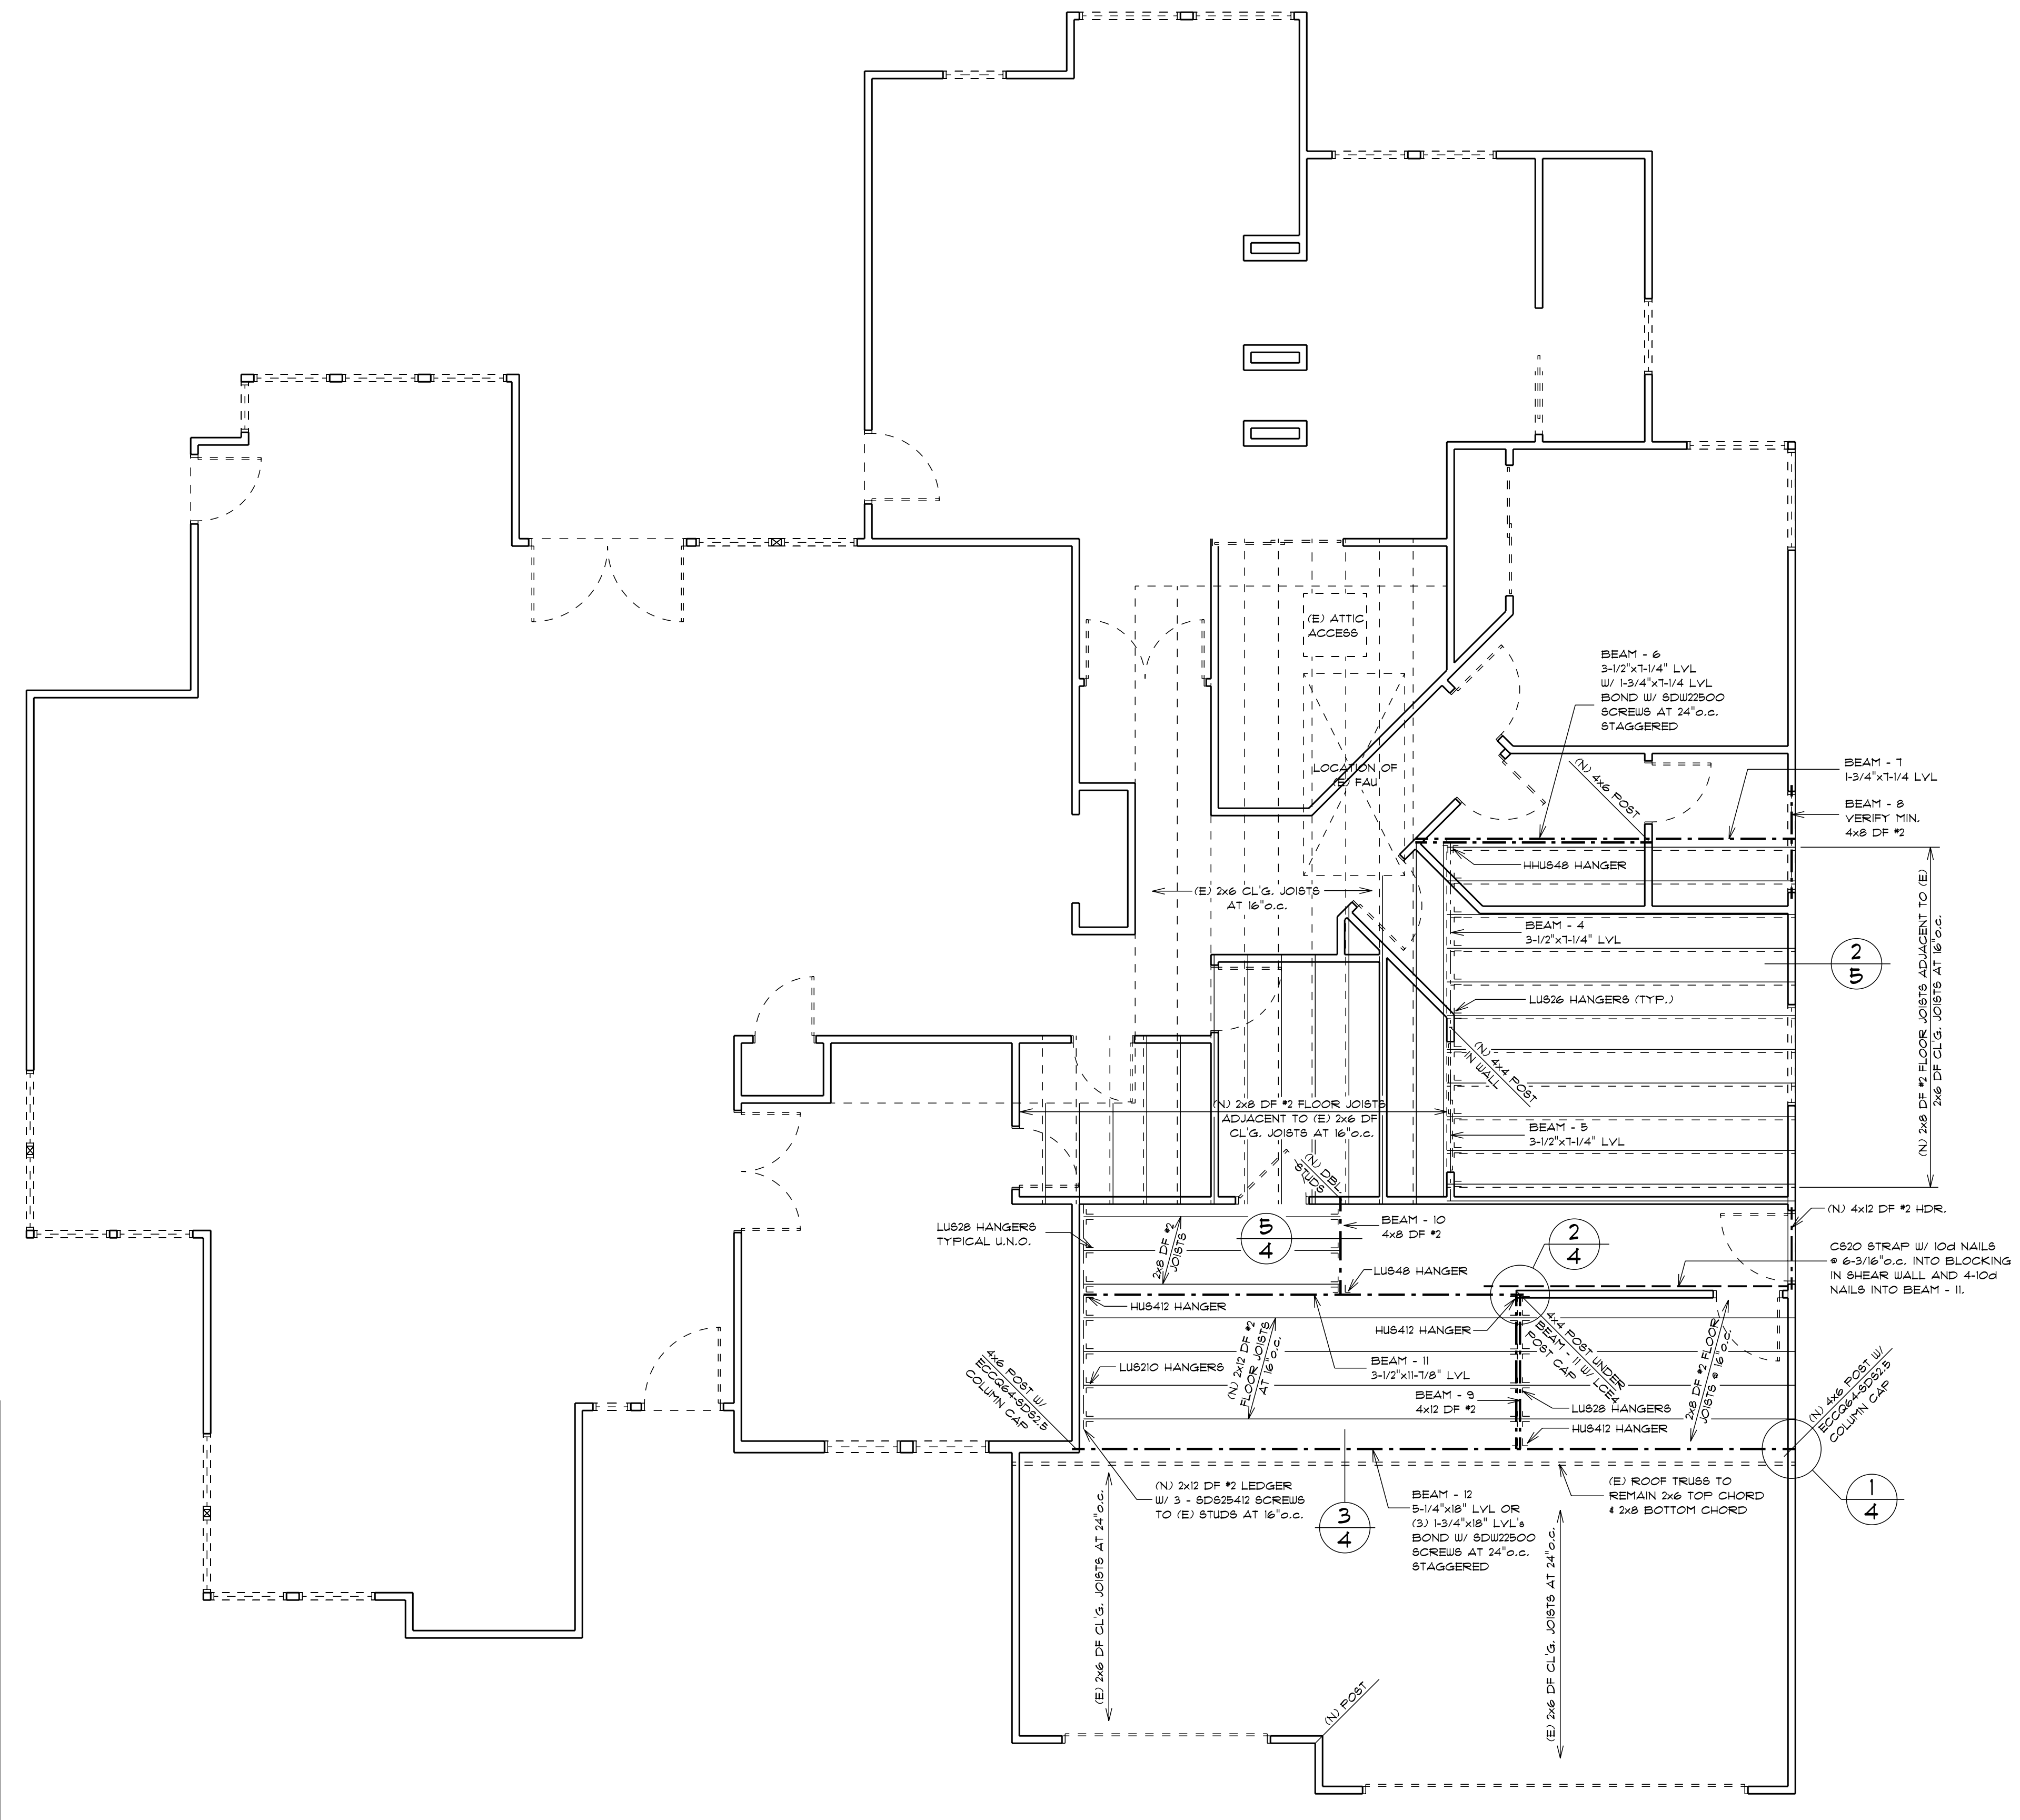 (E) ATTIC
ACCESS
BEAM - 6
3-1/2"x7-1/4" LVL
W/ 1-3/4"x7-1/4 LVL
BOND W/ SDW22500
SCREWS AT 24"o.c.
STAGGERED
LOCATION OF
(E) FAU
(N) 4x6 POST
BEAM - 7
1-3/4"x7-1/4 LVL
BEAM - 8
VERIFY MIN.
4x8 DF #2
HHUS48 HANGER
(E) 2x6 CL'G. JOISTS
AT 16"o.c.
BEAM - 4
3-1/2"x7-1/4" LVL
2
5
(N) 2x8 DF #2 FLOOR JOISTS ADJACENT TO (E)
2x6 DF CL'G. JOISTS AT 16"o.c.
LUS26 HANGERS (TYP.)
(N) 4x4 POST
IN WALL
(N) 2x8 DF #2 FLOOR JOISTS
ADJACENT TO (E) 2x6 DF
CL'G. JOISTS AT 16"o.c.
BEAM - 5
3-1/2"x7-1/4" LVL
(N) DBL.
STUDS
LUS28 HANGERS
TYPICAL U.N.O.
2x8 DF #2
JOISTS
5
4
BEAM - 10
4x8 DF #2
2
4
(N) 4x12 DF #2 HDR.
CS20 STRAP W/ 10d NAILS
@ 6-3/16"o.c. INTO BLOCKING
IN SHEAR WALL AND 4-10d
NAILS INTO BEAM - 11.
LUS48 HANGER
HUS412 HANGER
HUS412 HANGER
4x4 POST UNDER
BEAM - 11 W/ LCE4
POST CAP
(N) 2x12 DF #2
FLOOR JOISTS
AT 16"o.c.
2x8 DF #2 FLOOR
JOISTS @ 16"o.c.
LUS210 HANGERS
BEAM - 11
3-1/2"x11-7/8" LVL
BEAM - 9
4x12 DF #2
LUS28 HANGERS
HUS412 HANGER
4x6 POST W/
ECCQ64-SDS2.5
COLUMN CAP
(N) 4x6 POST W/
ECCQ64-SDS2.5
COLUMN CAP
(N) 2x12 DF #2 LEDGER
W/ 3 - SDS25412 SCREWS
TO (E) STUDS AT 16"o.c.
3
4
BEAM - 12
5-1/4"x18" LVL OR
(3) 1-3/4"x18" LVL's
BOND W/ SDW22500
SCREWS AT 24"o.c.
STAGGERED
(E) ROOF TRUSS TO
REMAIN 2x6 TOP CHORD
& 2x8 BOTTOM CHORD
1
4
(E) 2x6 DF CL'G. JOISTS AT 24"o.c.
(E) 2x6 DF CL'G. JOISTS AT 24"o.c.
(N) POST